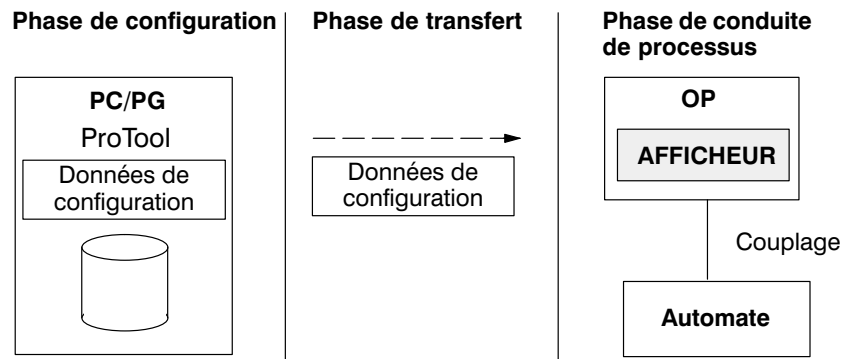 Phase de configuration
PC/PG
ProTool
Données de
configuration
Phase de transfert
Données de
configuration
Phase de conduite
de processus
OP
AFFICHEUR
Couplage
Automate